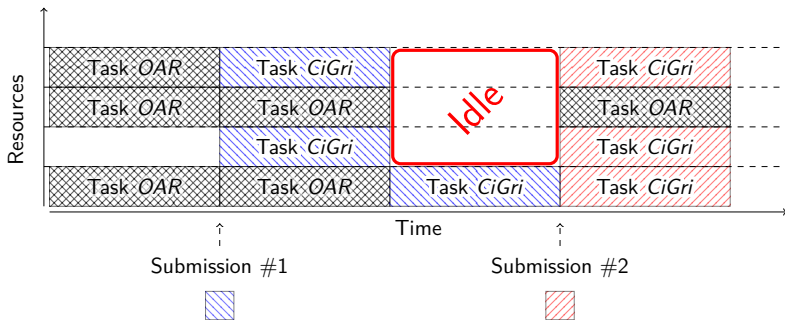 Resources
Task OAR Task CiGri Task CiGri
Task OAR Task OAR Idle Task OAR
Task CiGri Task CiGri
Task OAR Task OAR Task CiGri Task CiGri
Time
Submission #1 Submission #2